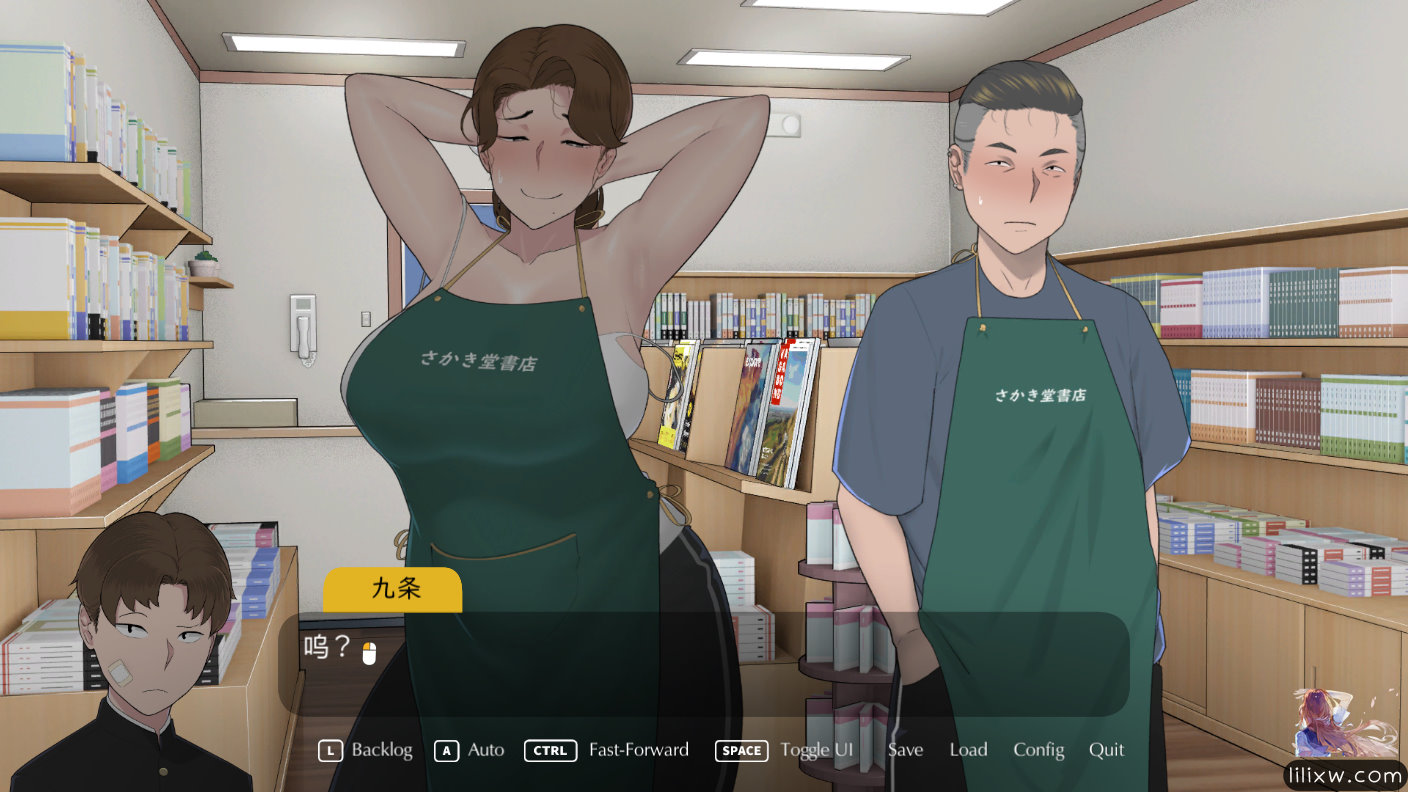 さかき堂書店
さかき堂書店
九条
呜？
L Backlog A Auto CTRL Fast-Forward SPACE Toggle UI Save Load Config Quit
lilixw.com